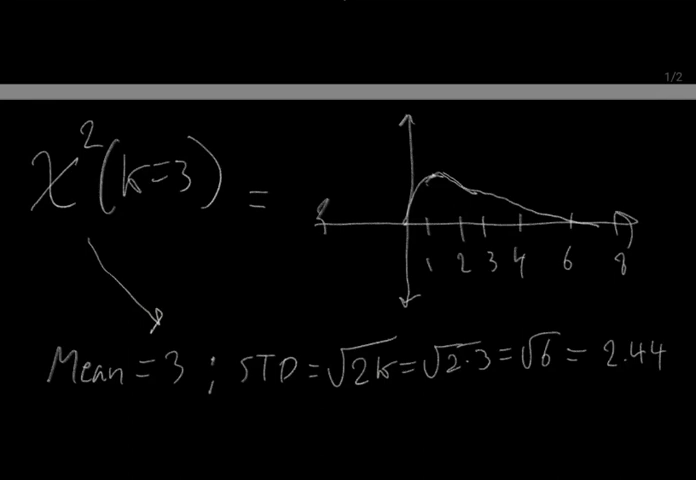 1/2
χ²(k=3) =
1 2 3 4 6 8
Mean = 3 ; STD = √2k = √2·3 = √6 = 2.44